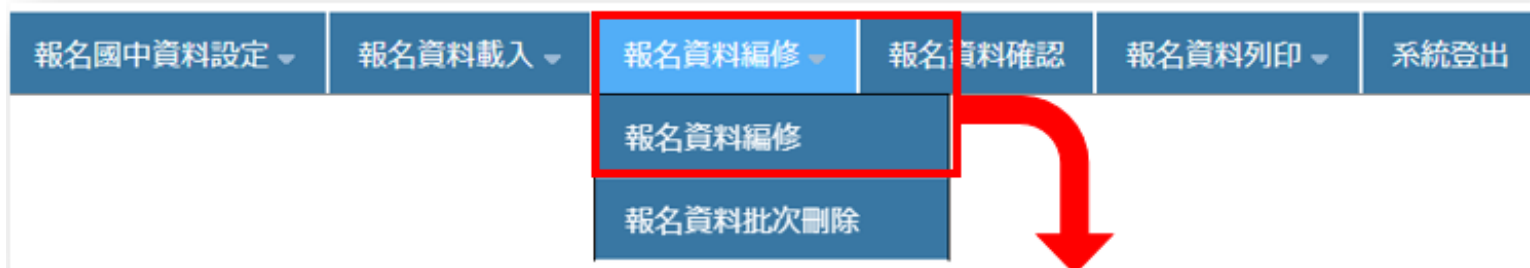 報名國中資料設定 報名資料載入 報名資料編修 報名資料確認 報名資料列印 系統登出
報名資料編修
報名資料批次刪除